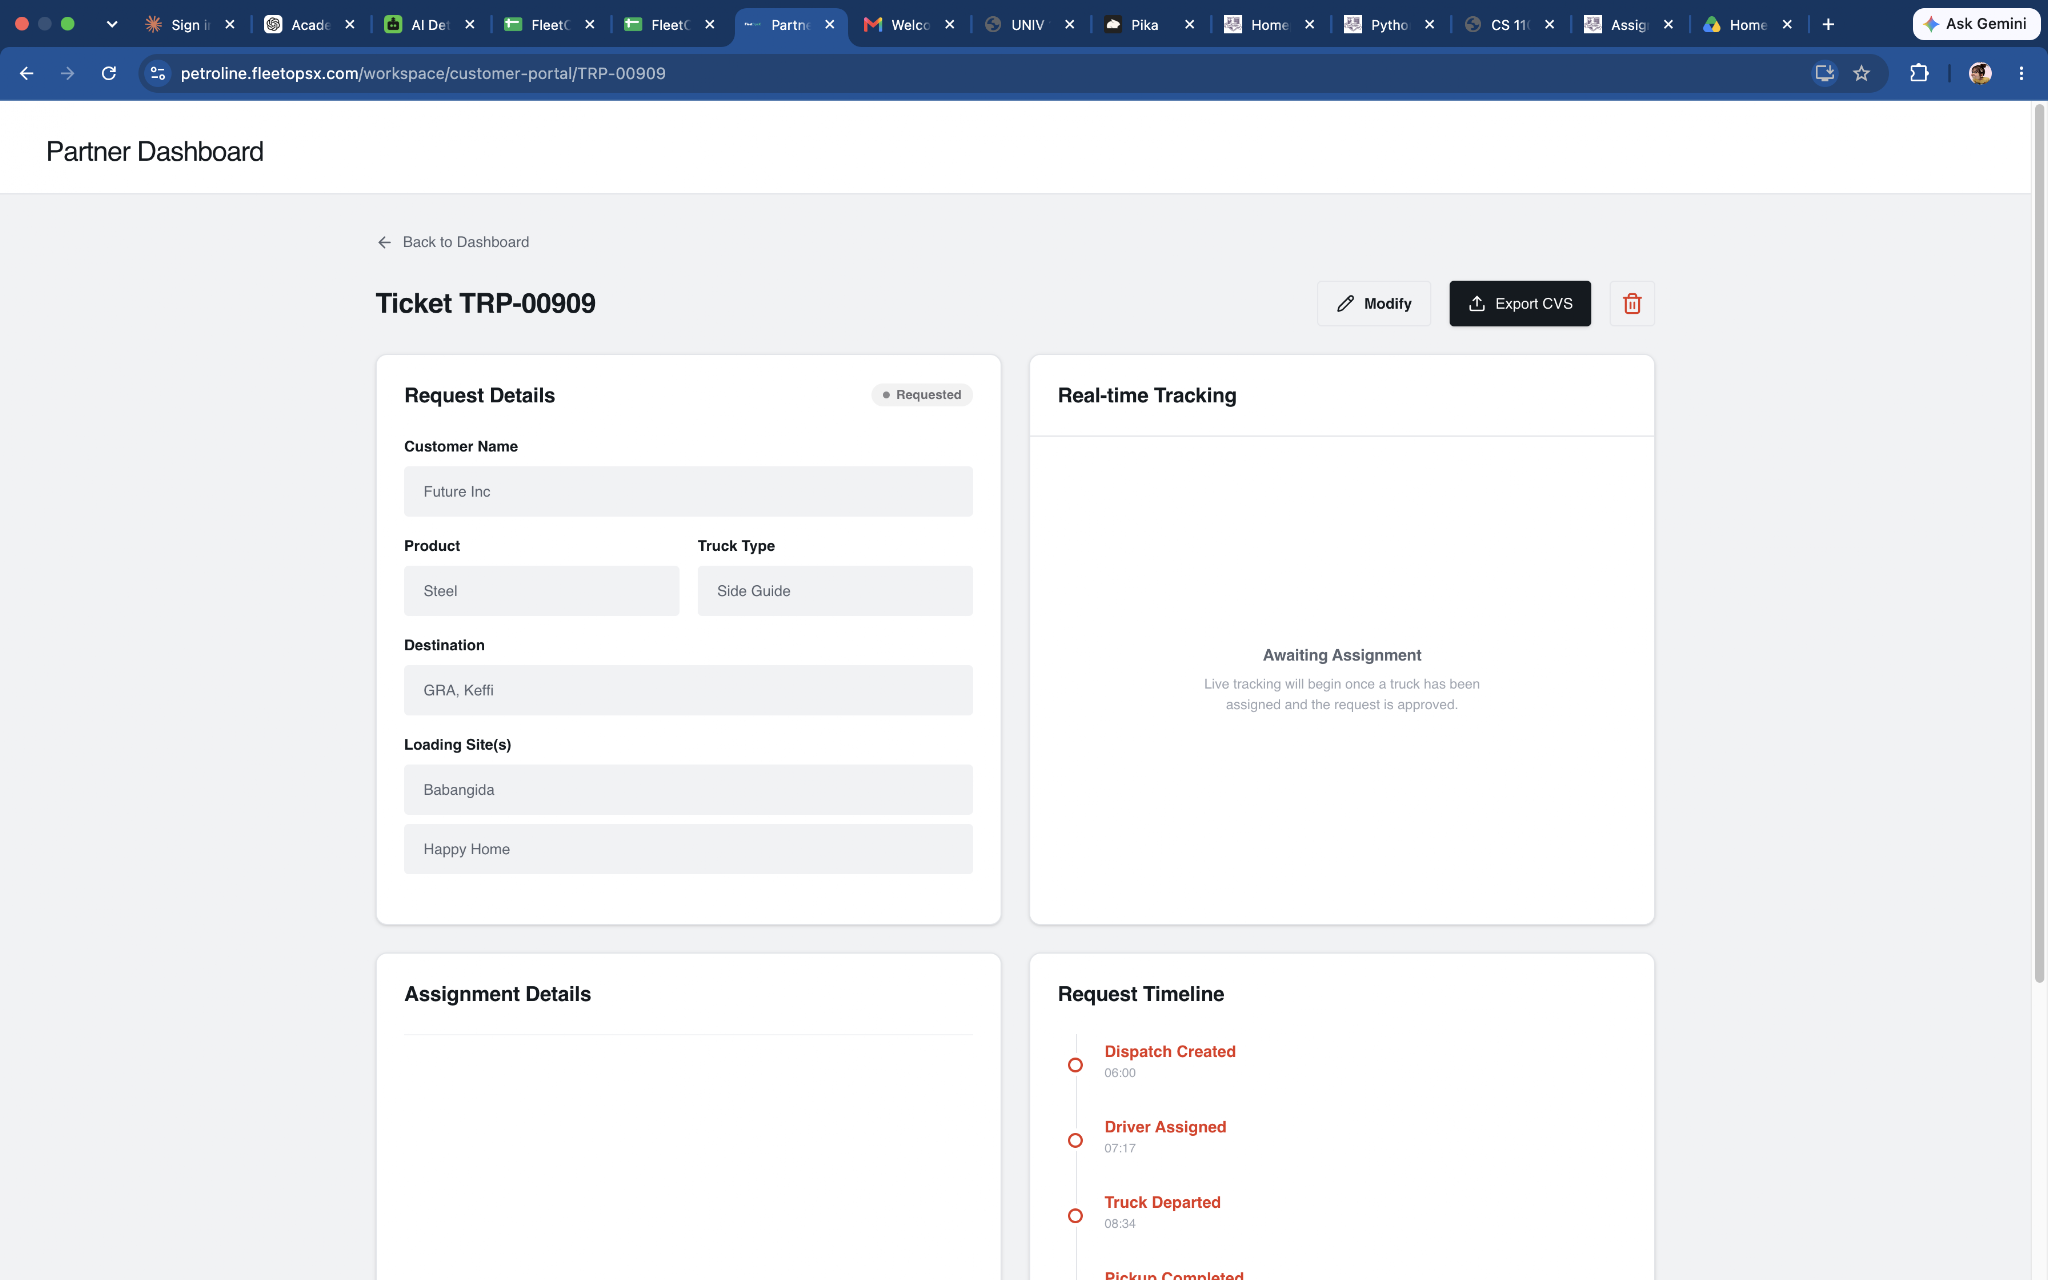 Sign i
Acade
AI Det
FleetO
FleetO
Partne
Welco
UNIV
Pika
Home
Pytho
CS 110
Assig
Home
Ask Gemini
petroline.fleetopsx.com/workspace/customer-portal/TRP-00909
Partner Dashboard
Back to Dashboard
Ticket TRP-00909
Modify
Export CVS
Request Details
Requested
Customer Name
Future Inc
Product
Truck Type
Steel
Side Guide
Destination
GRA, Keffi
Loading Site(s)
Babangida
Happy Home
Real-time Tracking
Awaiting Assignment
Live tracking will begin once a truck has been
assigned and the request is approved.
Assignment Details
Request Timeline
Dispatch Created
06:00
Driver Assigned
07:17
Truck Departed
08:34
Pickup Completed